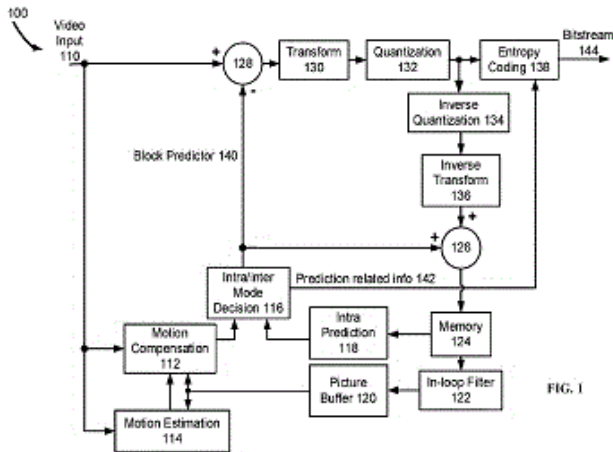 100
Video
Input
110
+
128
-
Transform
130
Quantization
132
Entropy
Coding 138
Bitstream
144
Inverse
Quantization 134
Block Predictor 140
Inverse
Transform
136
+
+
126
Intra/Inter
Mode
Decision 116
Prediction related info 142
Motion
Compensation
112
Intra
Prediction
118
Memory
124
Picture
Buffer 120
In-loop Filter
122
Motion Estimation
114
FIG. 1